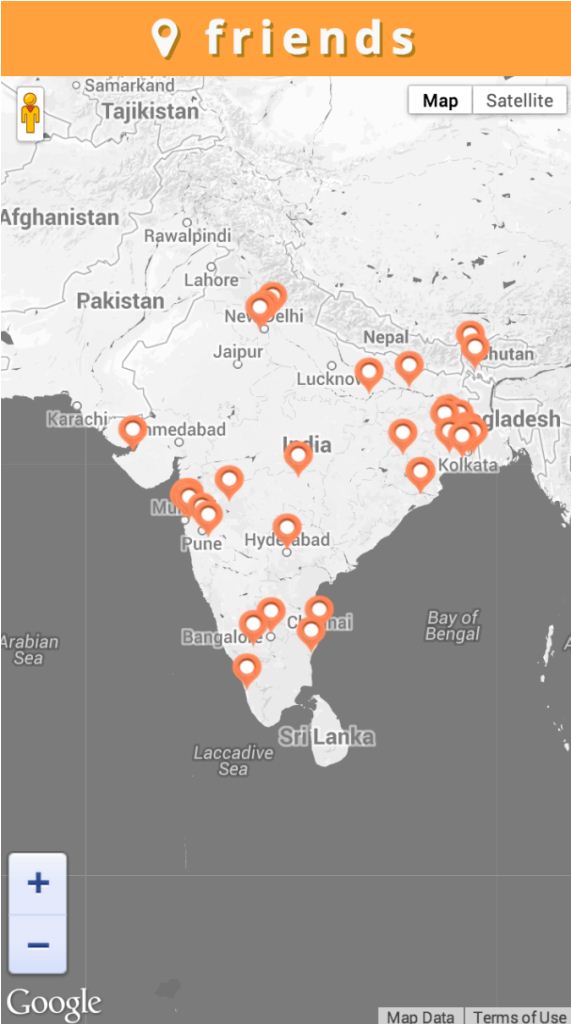 friends
Samarkand
Map
Satellite
Tajikistan
Afghanistan
Rawalpindi
Lahore
Pakistan
New Delhi
Nepal
Jaipur
Bhutan
Lucknow
Karachi
Ahmedabad
Bangladesh
India
Kolkata
Mu
Pune
Hyderabad
Chennai
Bangalore
Bay of
Bengal
Arabian
Sea
Sri Lanka
Laccadive
Sea
+
−
Google
Map Data
Terms of Use